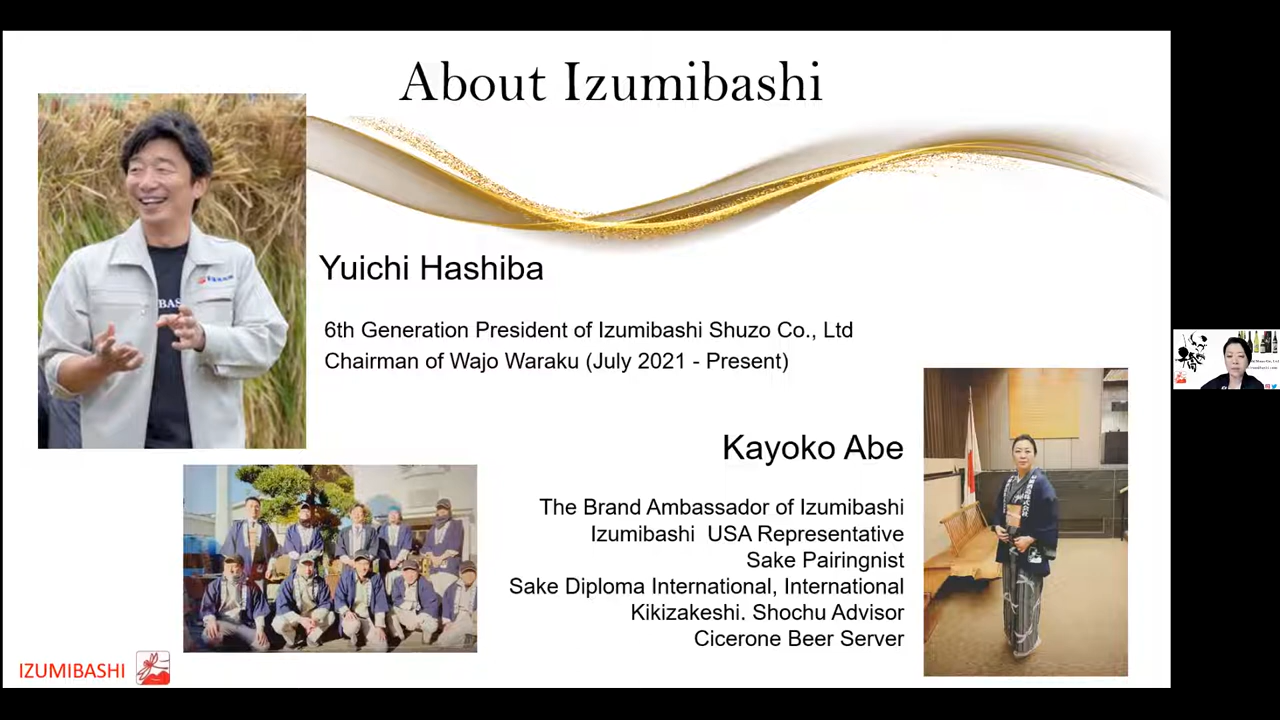 About Izumibashi
Yuichi Hashiba
6th Generation President of Izumibashi Shuzo Co., Ltd
Chairman of Wajo Waraku (July 2021 - Present)
Kayoko Abe
The Brand Ambassador of Izumibashi
Izumibashi  USA Representative
Sake Pairingnist
Sake Diploma International, International
Kikizakeshi. Shochu Advisor
Cicerone Beer Server
IZUMIBASHI